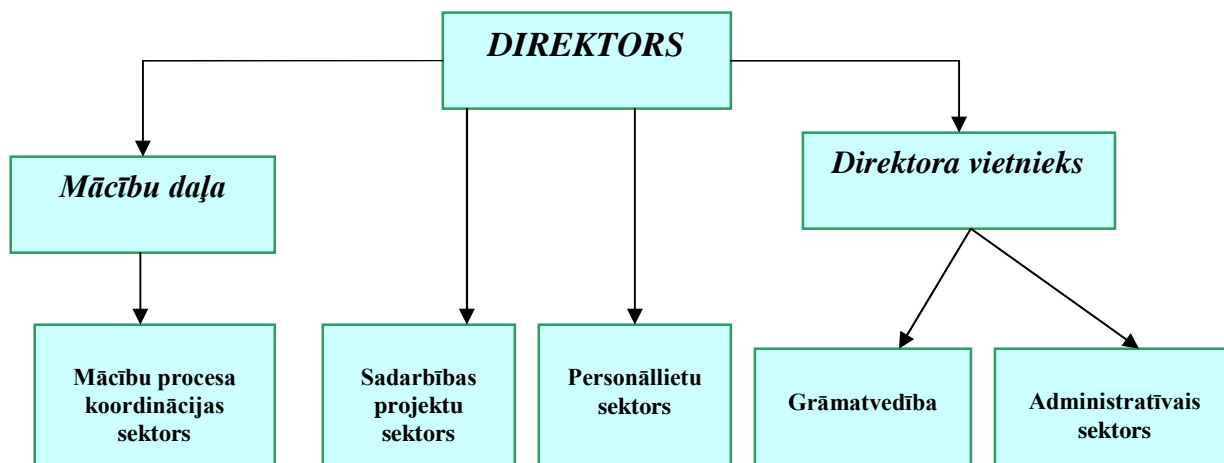 DIREKTORS
Mācību daļa
Direktora vietnieks
Mācību procesa
koordinācijas
sektors
Sadarbības
projektu
sektors
Personāllietu
sektors
Grāmatvedība
Administratīvais
sektors